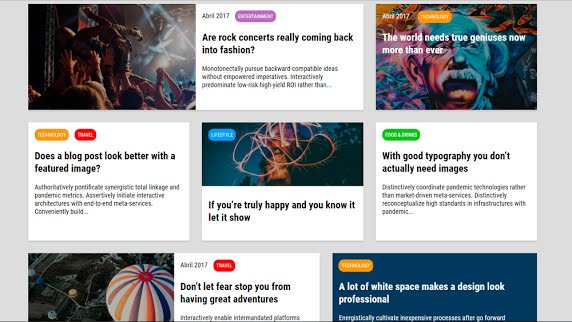 Abril 2017 ENTERTAINMENT
Are rock concerts really coming back
into fashion?
Monotonectally pursue backward-compatible ideas
without empowered imperatives. Interactively
predominate low-risk high-yield ROI rather than...
Abril 2017 TECHNOLOGY
The world needs true geniuses now
more than ever
TECHNOLOGY TRAVEL
Does a blog post look better with a
featured image?
Authoritatively pontificate synergistic total linkage and
pandemic metrics. Assertively initiate interactive
architectures with end-to-end meta-services.
Conveniently build...
LIFESTYLE
If you're truly happy and you know it
let it show
FOOD & DRINKS
With good typography you don't
actually need images
Distinctively coordinate pandemic technologies rather
than market-driven meta-services. Distinctively
reconceptualize high standards in infrastructures with
pandemic...
Abril 2017 TRAVEL
Don't let fear stop you from
having great adventures
Interactively enable intermandated platforms
TECHNOLOGY
A lot of white space makes a design look
professional
Energistically cultivate inexpensive processes after go forward